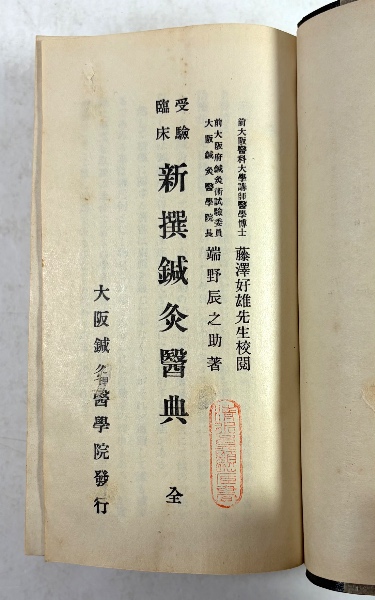 前大阪醫科大學講師醫學博士 藤澤好雄先生校閲
前大阪府鍼灸術試驗委員
大阪鍼灸醫學院長
端野辰之助著
受驗
臨床
新撰鍼灸醫典 全
大阪鍼灸醫學院發行